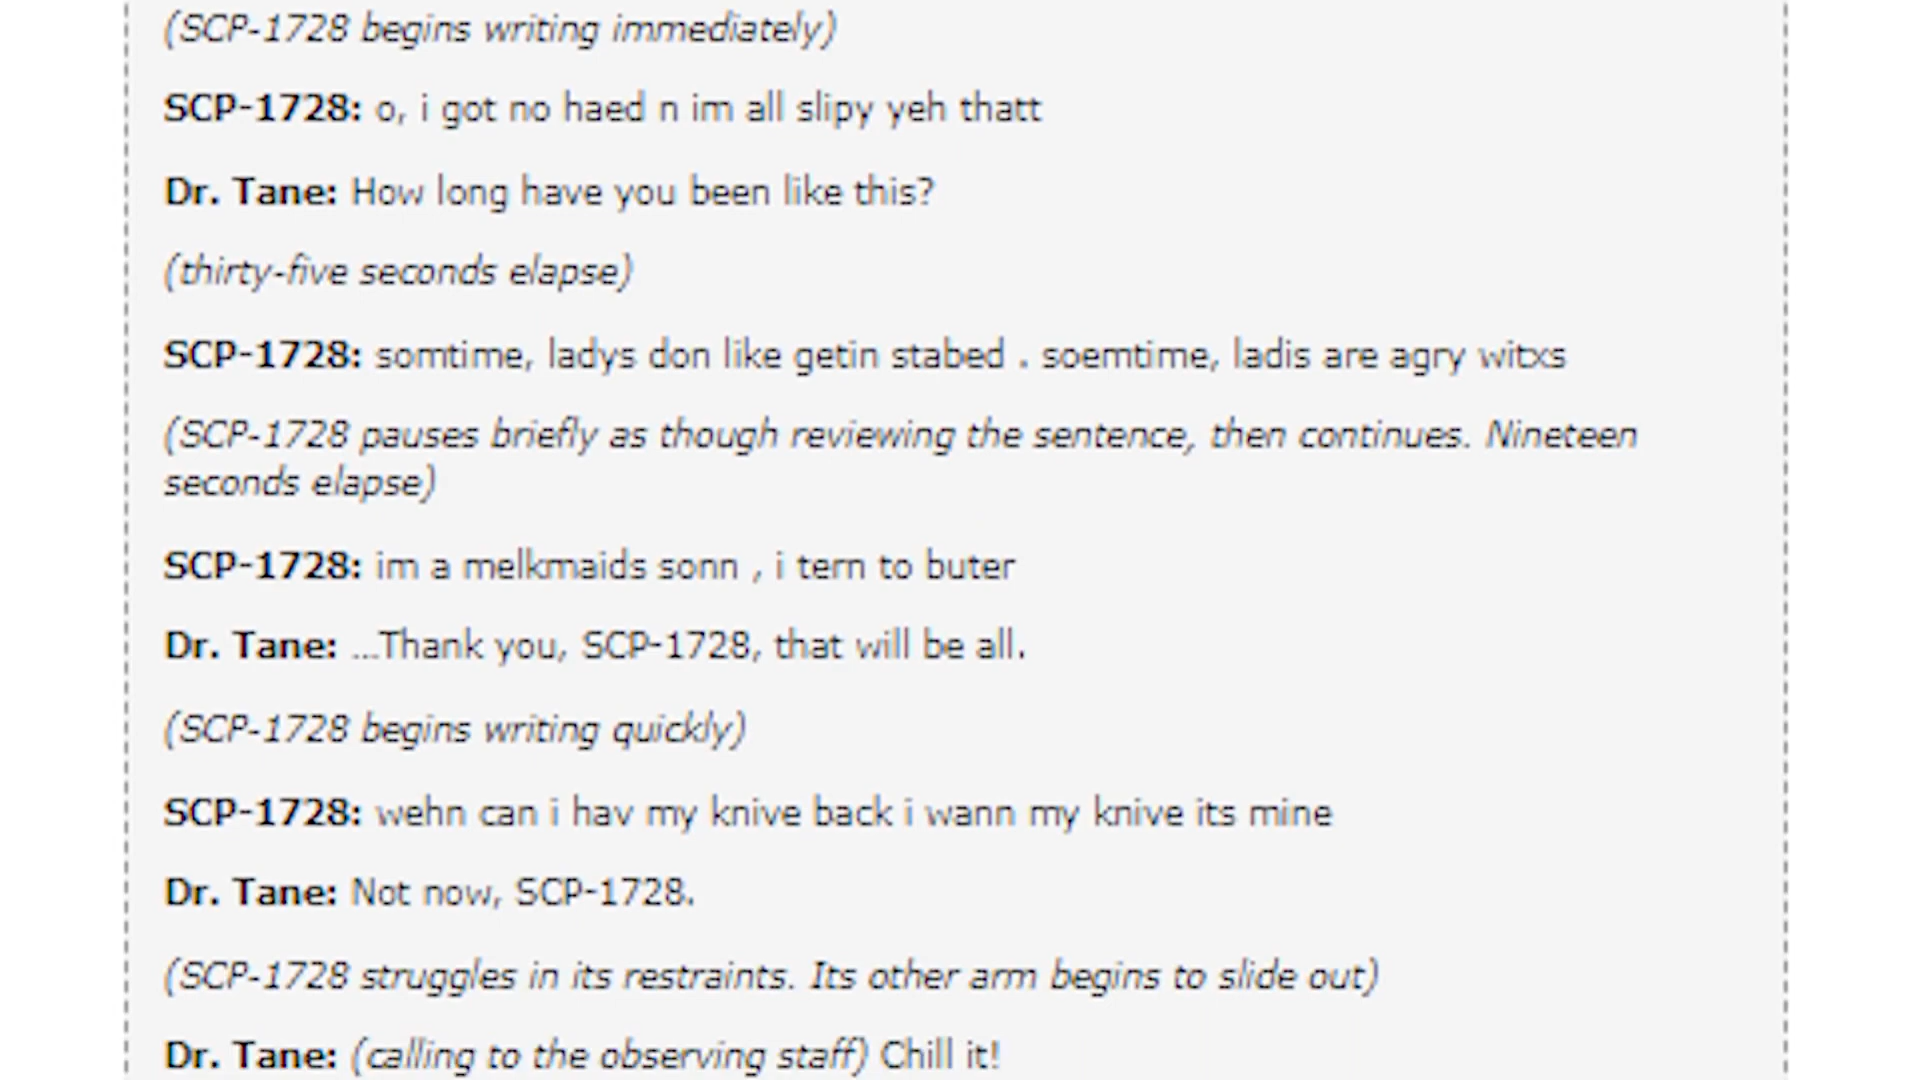 (SCP-1728 begins writing immediately)
SCP-1728: o, i got no haed n im all slipy yeh thatt
Dr. Tane: How long have you been like this?
(thirty-five seconds elapse)
SCP-1728: somtime, ladys don like getin stabed . soemtime, ladis are agry witxs
(SCP-1728 pauses briefly as though reviewing the sentence, then continues. Nineteen
seconds elapse)
SCP-1728: im a melkmaids sonn , i tern to buter
Dr. Tane: ...Thank you, SCP-1728, that will be all.
(SCP-1728 begins writing quickly)
SCP-1728: wehn can i hav my knive back i wann my knive its mine
Dr. Tane: Not now, SCP-1728.
(SCP-1728 struggles in its restraints. Its other arm begins to slide out)
Dr. Tane: (calling to the observing staff) Chill it!